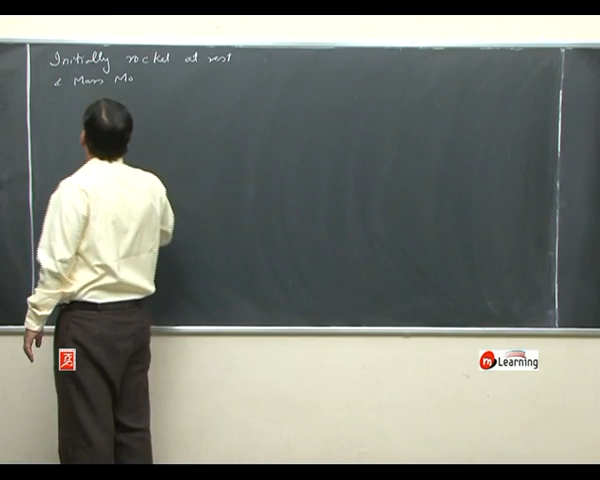 Initially rocket at rest
& Mass Mo
m Learning